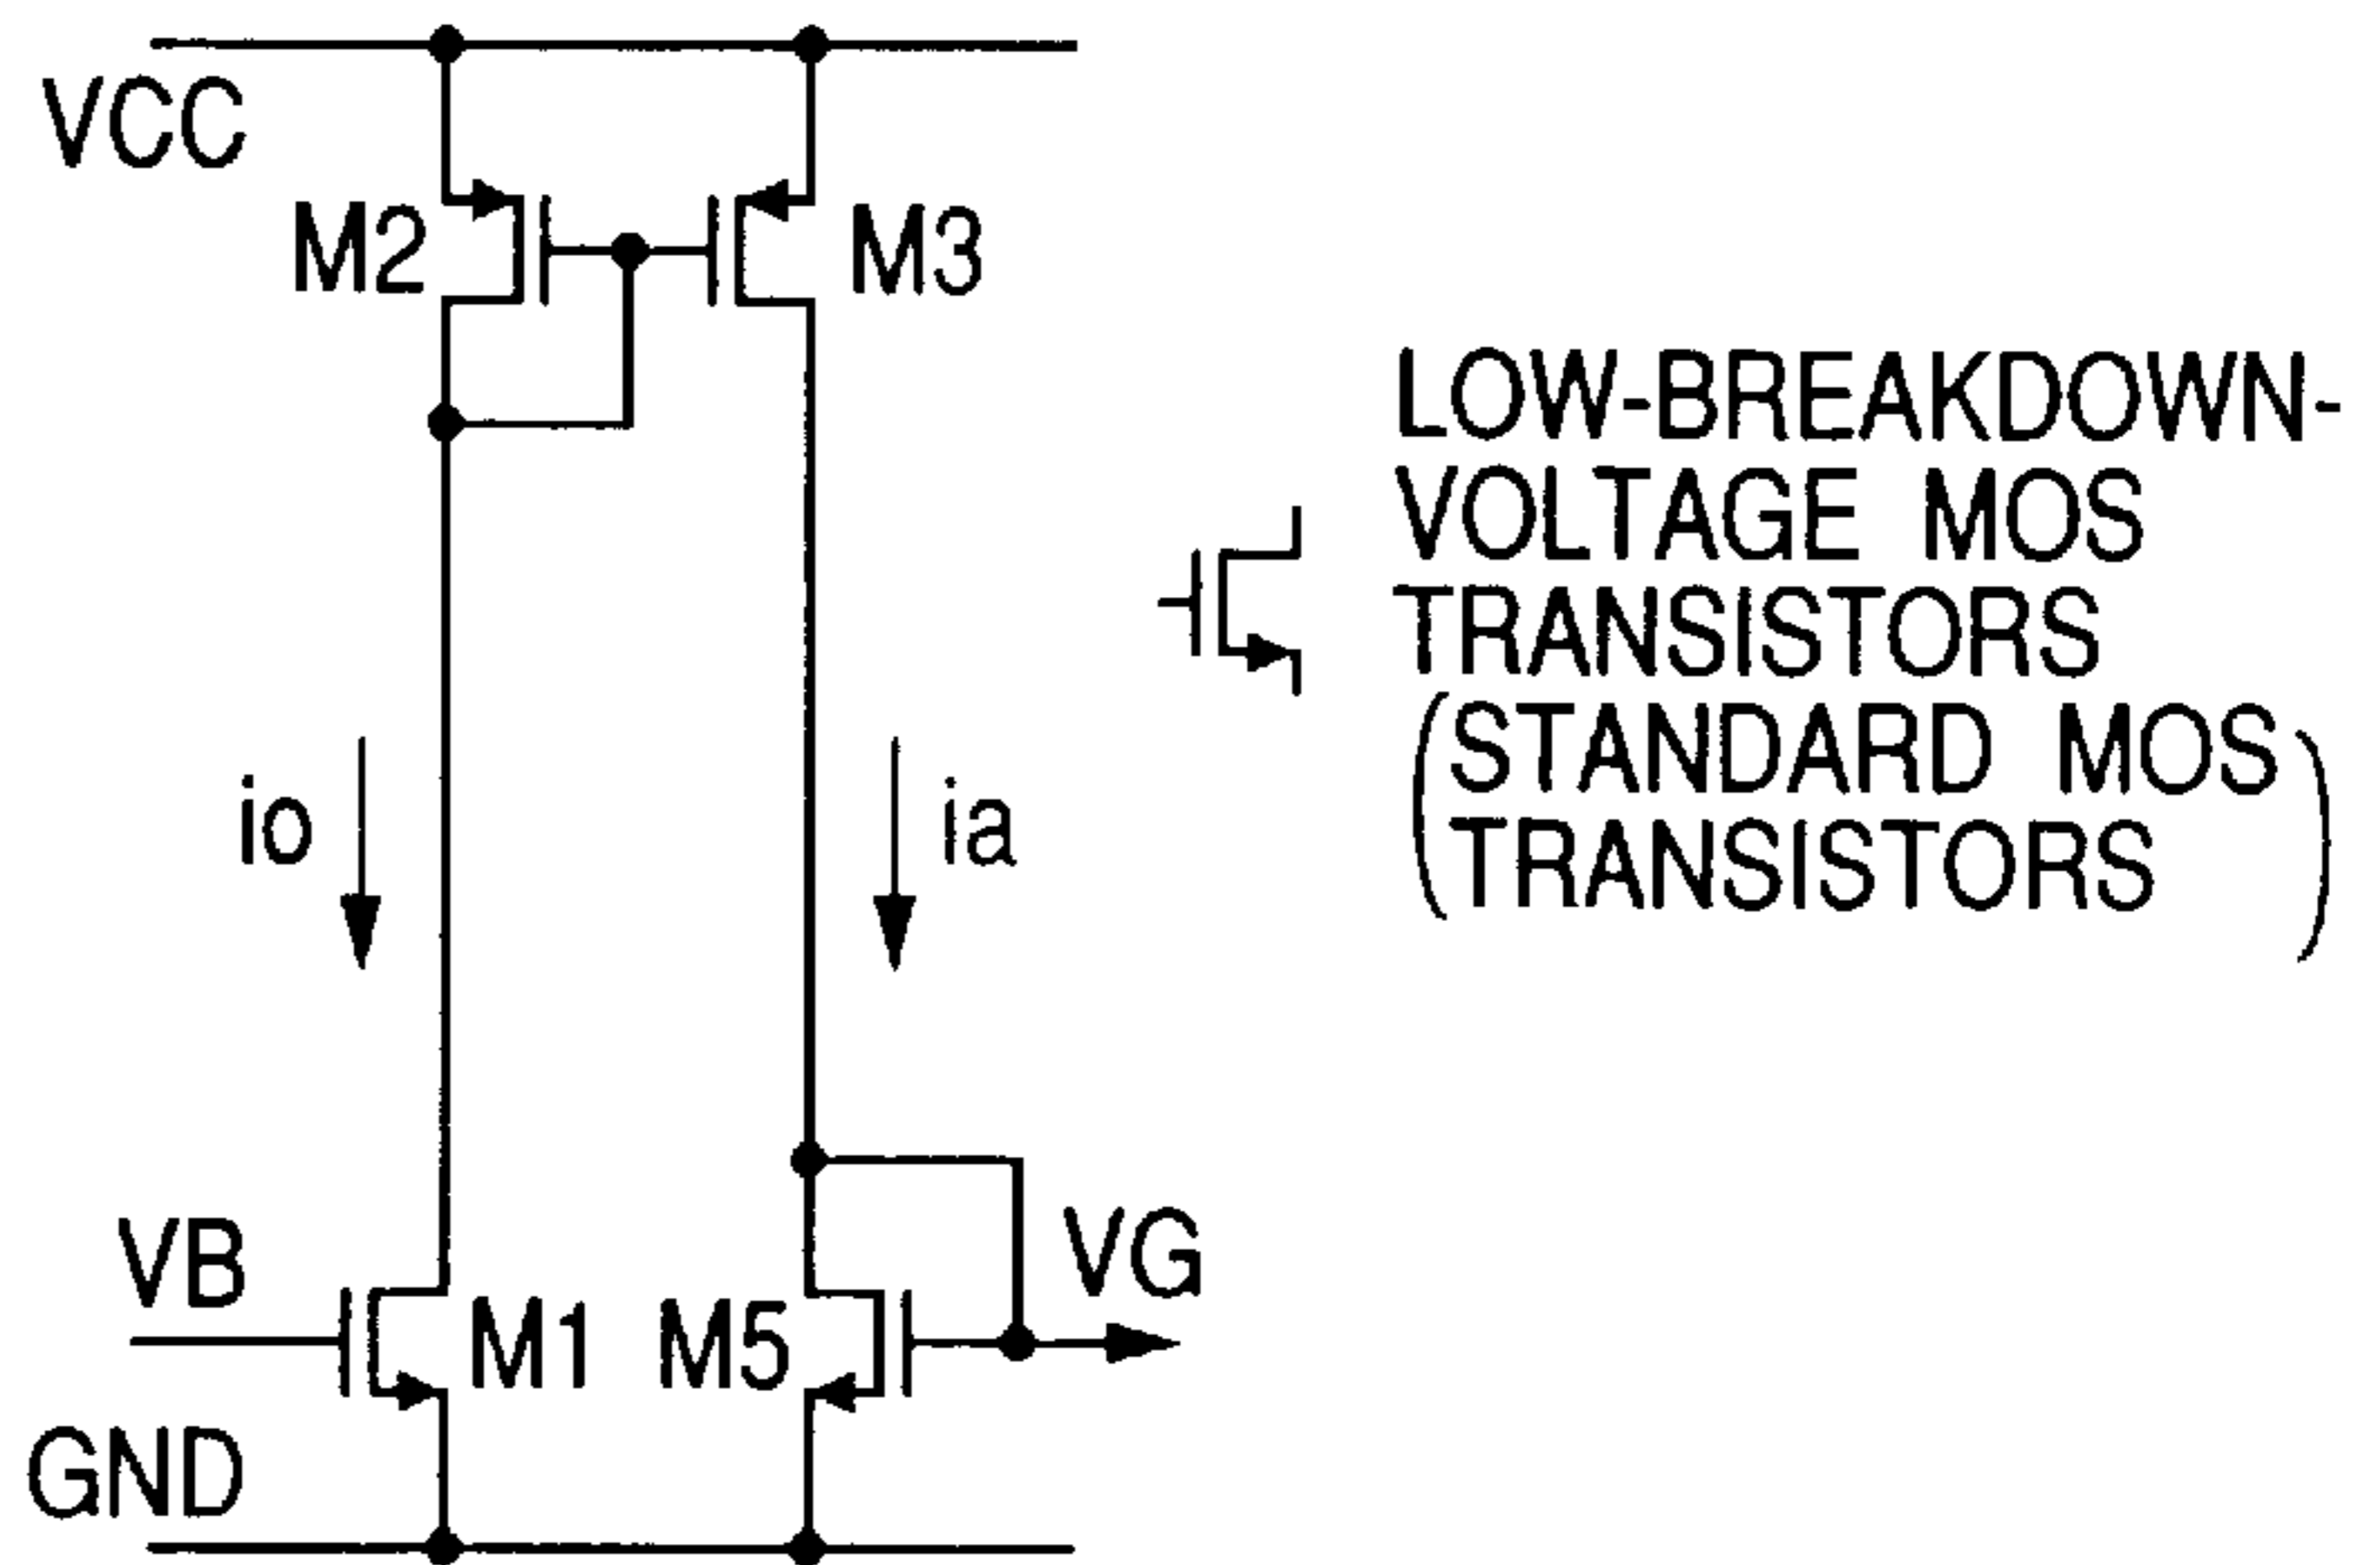 VCC
M2
M3
LOW-BREAKDOWN-
VOLTAGE MOS
TRANSISTORS
(STANDARD MOS
TRANSISTORS)
io
ia
VB
M1
M5
VG
GND